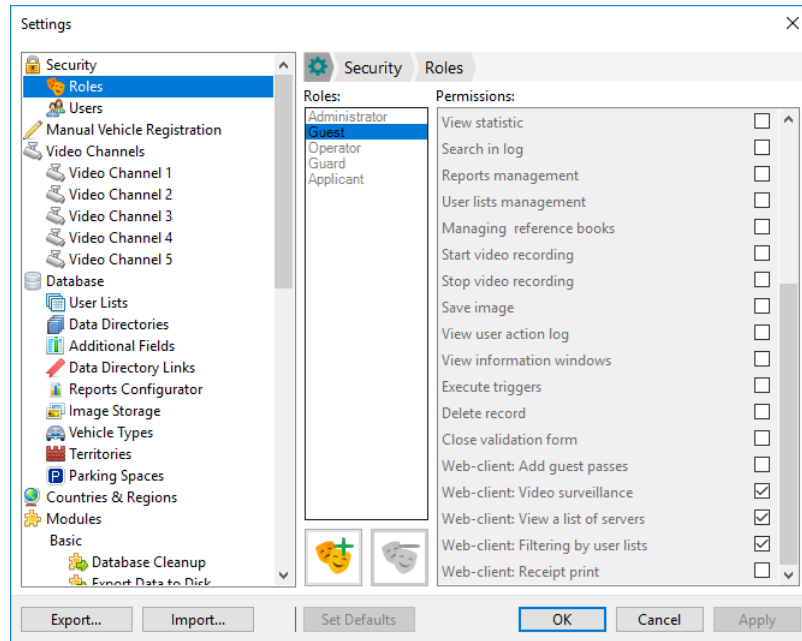 Settings
Security
Roles
Users
Manual Vehicle Registration
Video Channels
Video Channel 1
Video Channel 2
Video Channel 3
Video Channel 4
Video Channel 5
Database
User Lists
Data Directories
Additional Fields
Data Directory Links
Reports Configurator
Image Storage
Vehicle Types
Territories
P Parking Spaces
Countries & Regions
Modules
Basic
Database Cleanup
Export Data to Disk
Security Roles
Roles:
Administrator
Guest
Operator
Guard
Applicant
Permissions:
View statistic
Search in log
Reports management
User lists management
Managing reference books
Start video recording
Stop video recording
Save image
View user action log
View information windows
Execute triggers
Delete record
Close validation form
Web-client: Add guest passes
Web-client: Video surveillance
Web-client: View a list of servers
Web-client: Filtering by user lists
Web-client: Receipt print
Export... Import... Set Defaults OK Cancel Apply